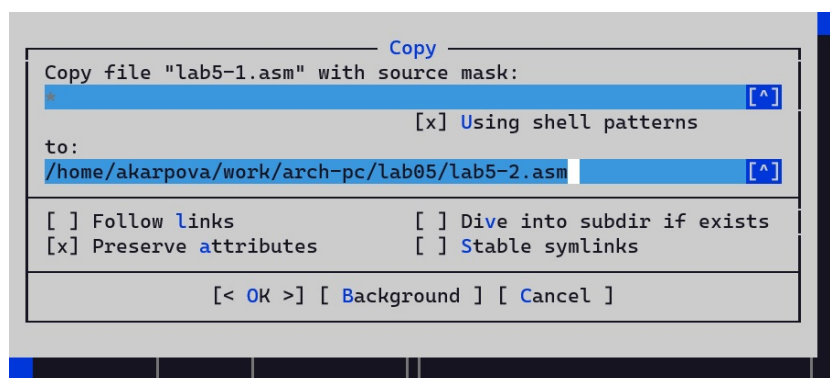 Copy
Copy file "lab5-1.asm" with source mask:
* [^]
[x] Using shell patterns
to:
/home/akarpova/work/arch-pc/lab05/lab5-2.asm [^]
[ ] Follow links [ ] Dive into subdir if exists
[x] Preserve attributes [ ] Stable symlinks
[< OK >] [ Background ] [ Cancel ]